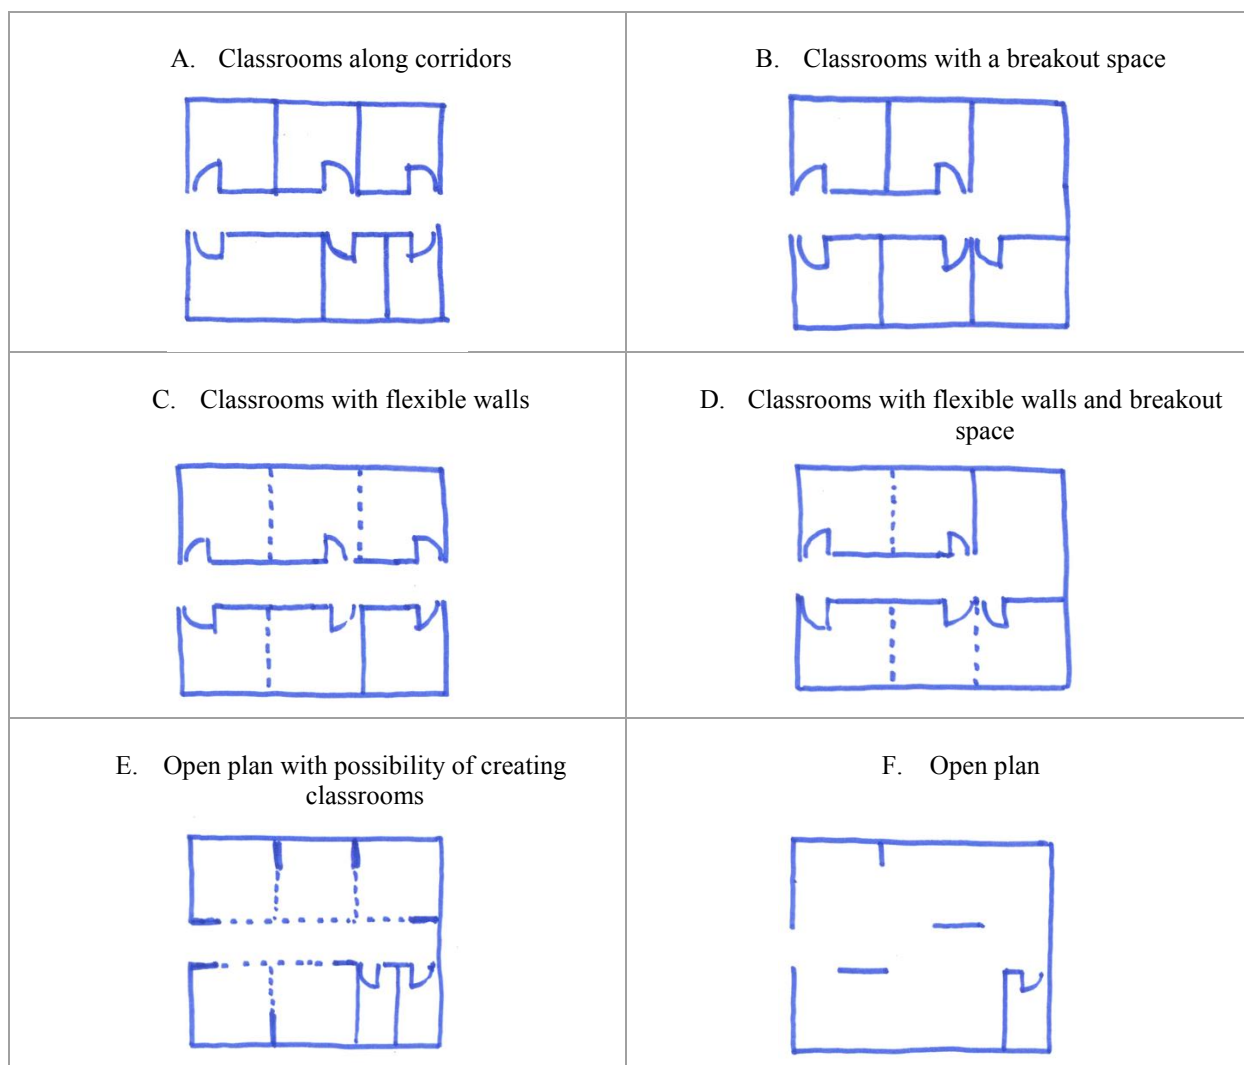 A. Classrooms along corridors
B. Classrooms with a breakout space
C. Classrooms with flexible walls
D. Classrooms with flexible walls and breakout
space
E. Open plan with possibility of creating
classrooms
F. Open plan